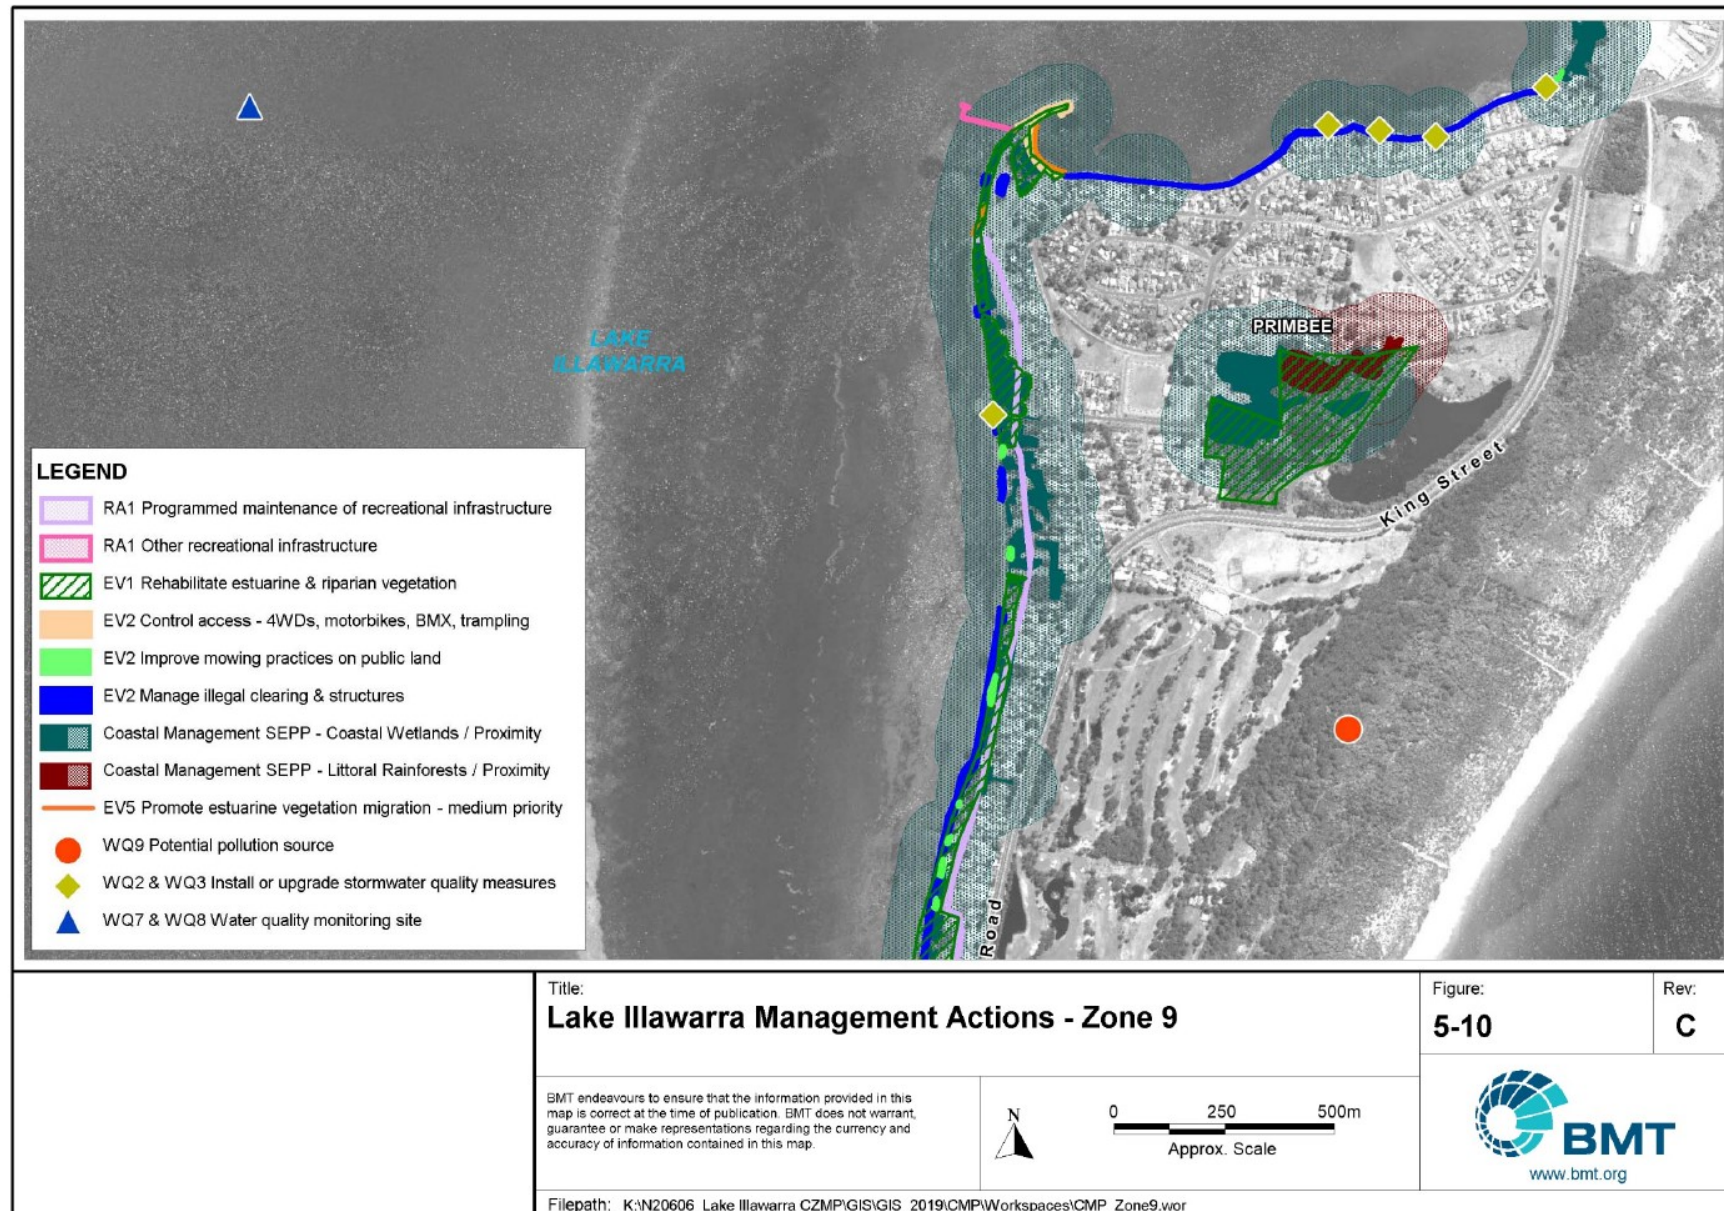 LAKE
ILLAWARRA
PRIMBEE
King Street
Road
LEGEND
RA1 Programmed maintenance of recreational infrastructure
RA1 Other recreational infrastructure
EV1 Rehabilitate estuarine & riparian vegetation
EV2 Control access - 4WDs, motorbikes, BMX, trampling
EV2 Improve mowing practices on public land
EV2 Manage illegal clearing & structures
Coastal Management SEPP - Coastal Wetlands / Proximity
Coastal Management SEPP - Littoral Rainforests / Proximity
EV5 Promote estuarine vegetation migration - medium priority
WQ9 Potential pollution source
WQ2 & WQ3 Install or upgrade stormwater quality measures
WQ7 & WQ8 Water quality monitoring site
Title:
Lake Illawarra Management Actions - Zone 9
Figure:
5-10
Rev:
C
BMT endeavours to ensure that the information provided in this
map is correct at the time of publication. BMT does not warrant,
guarantee or make representations regarding the currency and
accuracy of information contained in this map.
N
0 250 500m
Approx. Scale
BMT
www.bmt.org
Filepath: K:\N20606_Lake Illawarra CZMP\GIS\GIS_2019\CMP\Workspaces\CMP_Zone9.wor